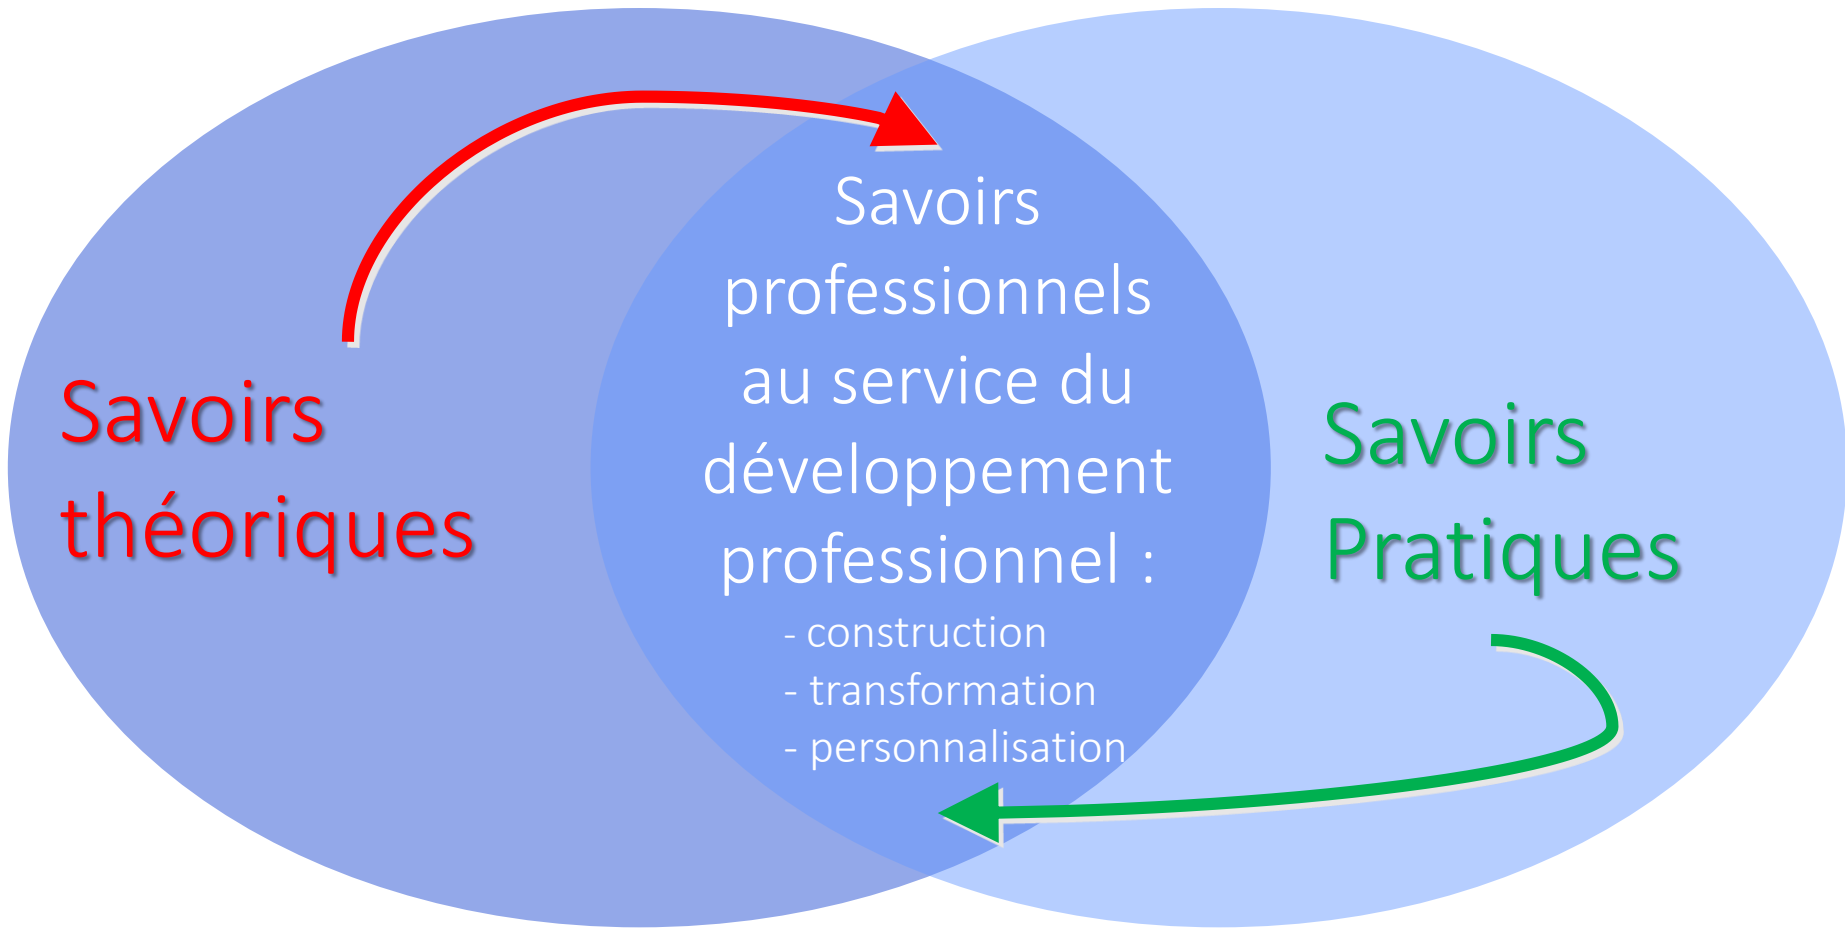 Savoirs
théoriques
Savoirs
professionnels
au service du
développement
professionnel :
- construction
- transformation
- personnalisation
Savoirs
Pratiques